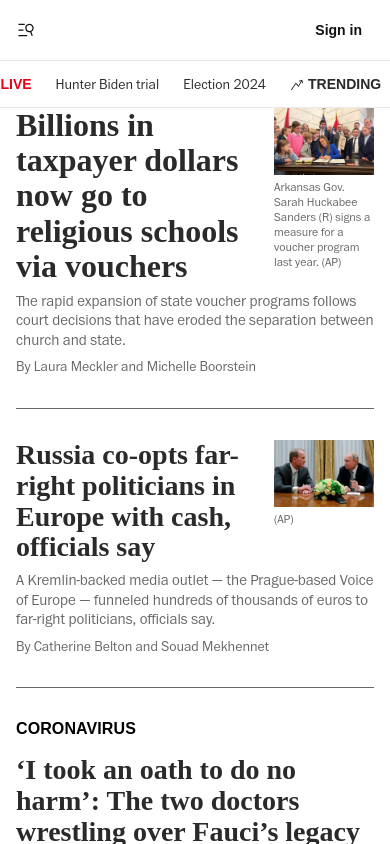 Sign in
LIVE Hunter Biden trial Election 2024 TRENDING
Billions in
taxpayer dollars
now go to
religious schools
via vouchers
Arkansas Gov.
Sarah Huckabee
Sanders (R) signs a
measure for a
voucher program
last year. (AP)
The rapid expansion of state voucher programs follows
court decisions that have eroded the separation between
church and state.
By Laura Meckler and Michelle Boorstein
Russia co-opts far-
right politicians in
Europe with cash,
officials say
(AP)
A Kremlin-backed media outlet — the Prague-based Voice
of Europe — funneled hundreds of thousands of euros to
far-right politicians, officials say.
By Catherine Belton and Souad Mekhennet
CORONAVIRUS
‘I took an oath to do no
harm’: The two doctors
wrestling over Fauci’s legacy